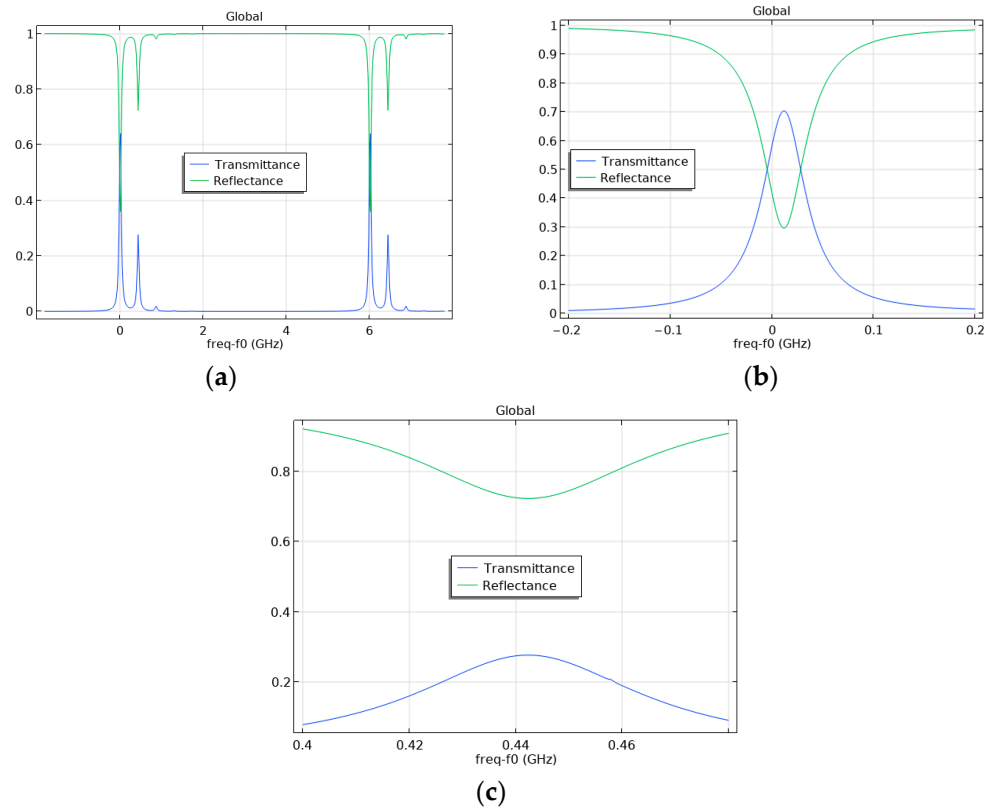 Global
1
0.8
0.6
0.4
0.2
0
Transmittance
Reflectance
0 2 4 6
freq-f0 (GHz)
(a)
Global
1
0.9
0.8
0.7
0.6
0.5
0.4
0.3
0.2
0.1
0
Transmittance
Reflectance
−0.2 −0.1 0 0.1 0.2
freq-f0 (GHz)
(b)
Global
0.8
0.6
0.4
0.2
Transmittance
Reflectance
0.4 0.42 0.44 0.46
freq-f0 (GHz)
(c)